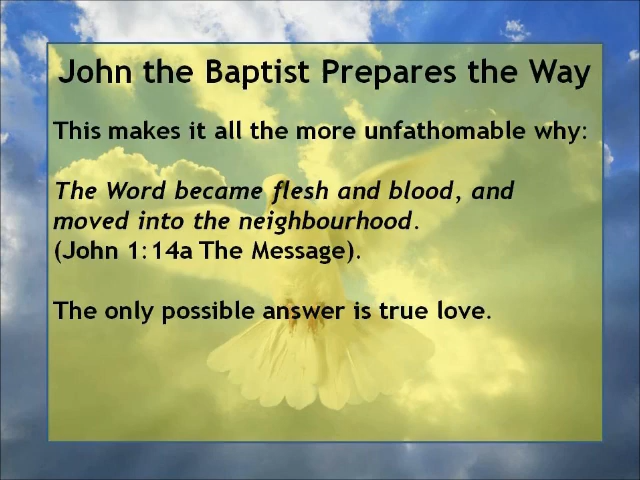 John the Baptist Prepares the Way
This makes it all the more unfathomable why:
The Word became flesh and blood, and
moved into the neighbourhood.
(John 1:14a The Message).
The only possible answer is true love.